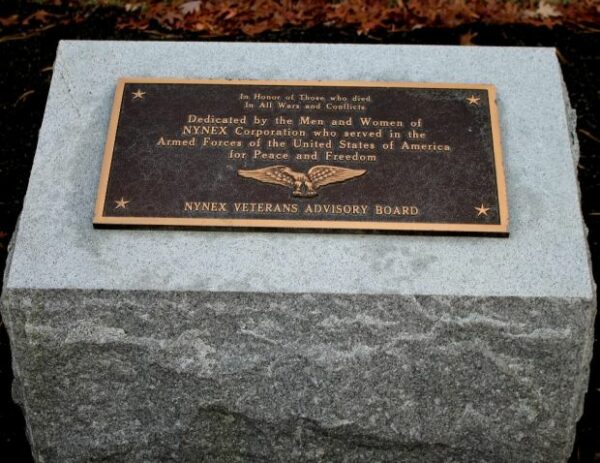 In Honor of Those who died
In All Wars and Conflicts
Dedicated by the Men and Women of
NYNEX Corporation who served in the
Armed Forces of the United States of America
for Peace and Freedom
NYNEX VETERANS ADVISORY BOARD